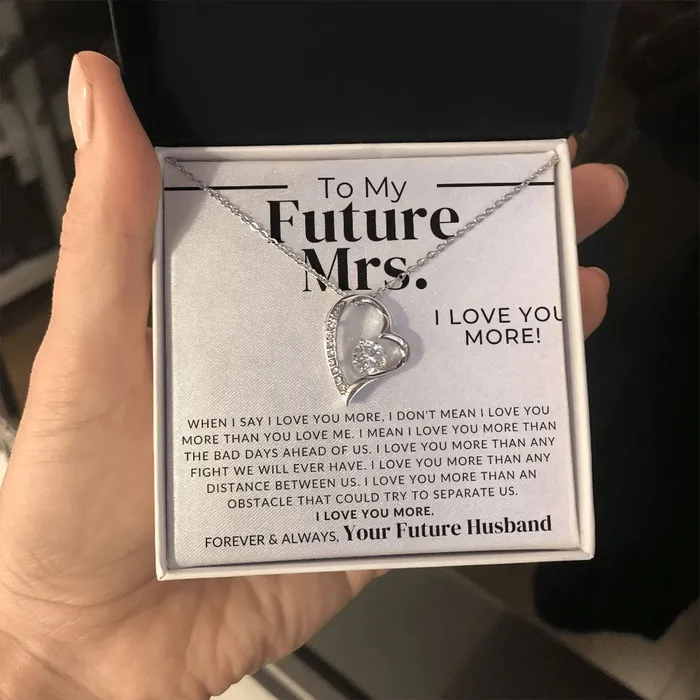 To My
Future
Mrs.
I LOVE YOU
MORE!
WHEN I SAY I LOVE YOU MORE, I DON'T MEAN I LOVE YOU
MORE THAN YOU LOVE ME. I MEAN I LOVE YOU MORE THAN
THE BAD DAYS AHEAD OF US. I LOVE YOU MORE THAN ANY
FIGHT WE WILL EVER HAVE. I LOVE YOU MORE THAN ANY
DISTANCE BETWEEN US. I LOVE YOU MORE THAN AN
OBSTACLE THAT COULD TRY TO SEPARATE US.
I LOVE YOU MORE.
FOREVER & ALWAYS, Your Future Husband